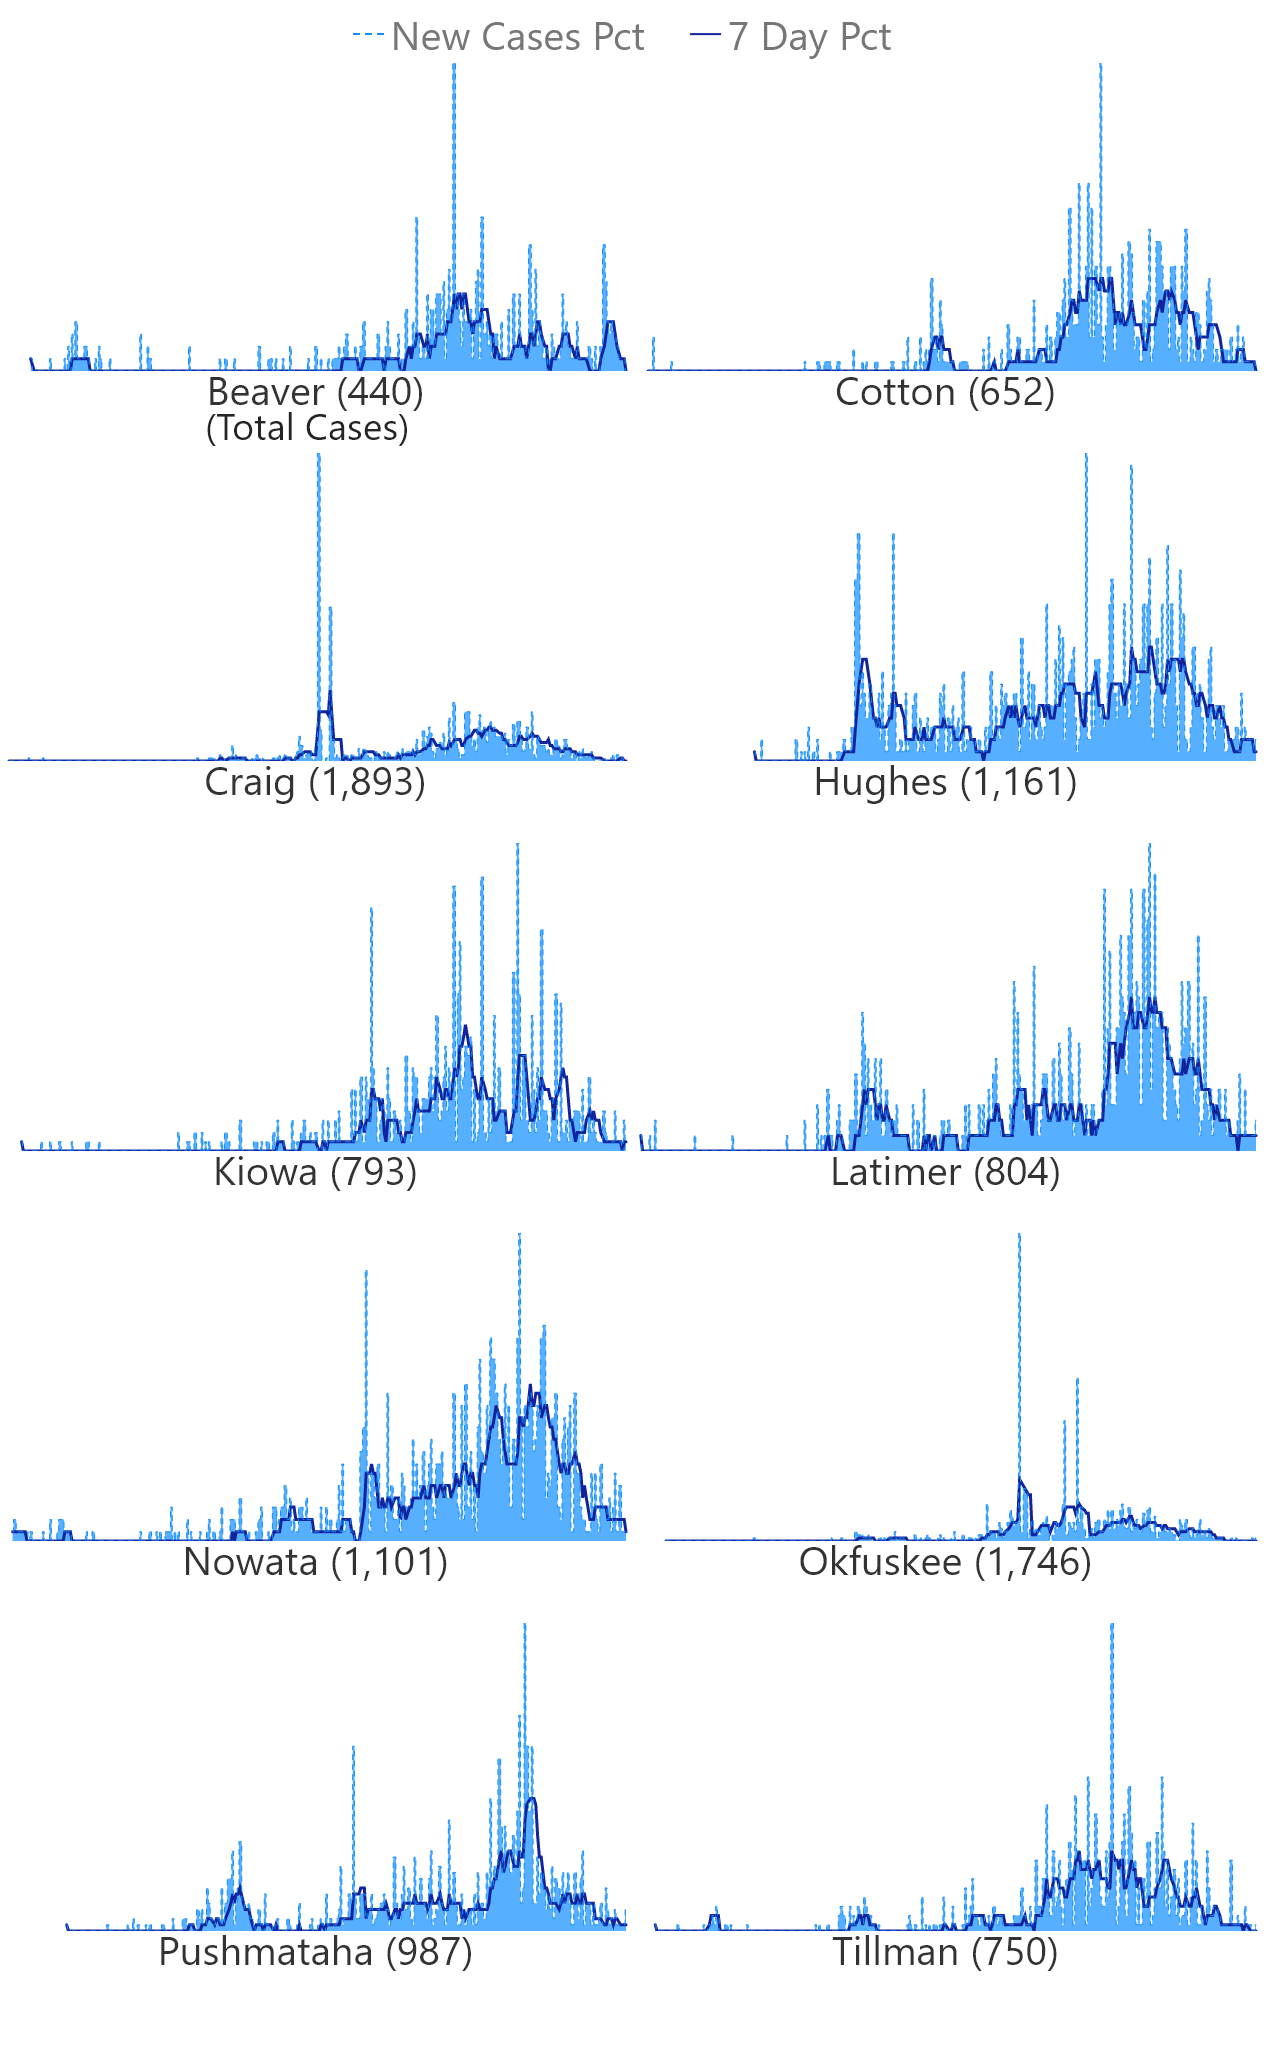 New Cases Pct 7 Day Pct
Beaver (440) Cotton (652)
(Total Cases)
Craig (1,893) Hughes (1,161)
Kiowa (793) Latimer (804)
Nowata (1,101) Okfuskee (1,746)
Pushmataha (987) Tillman (750)